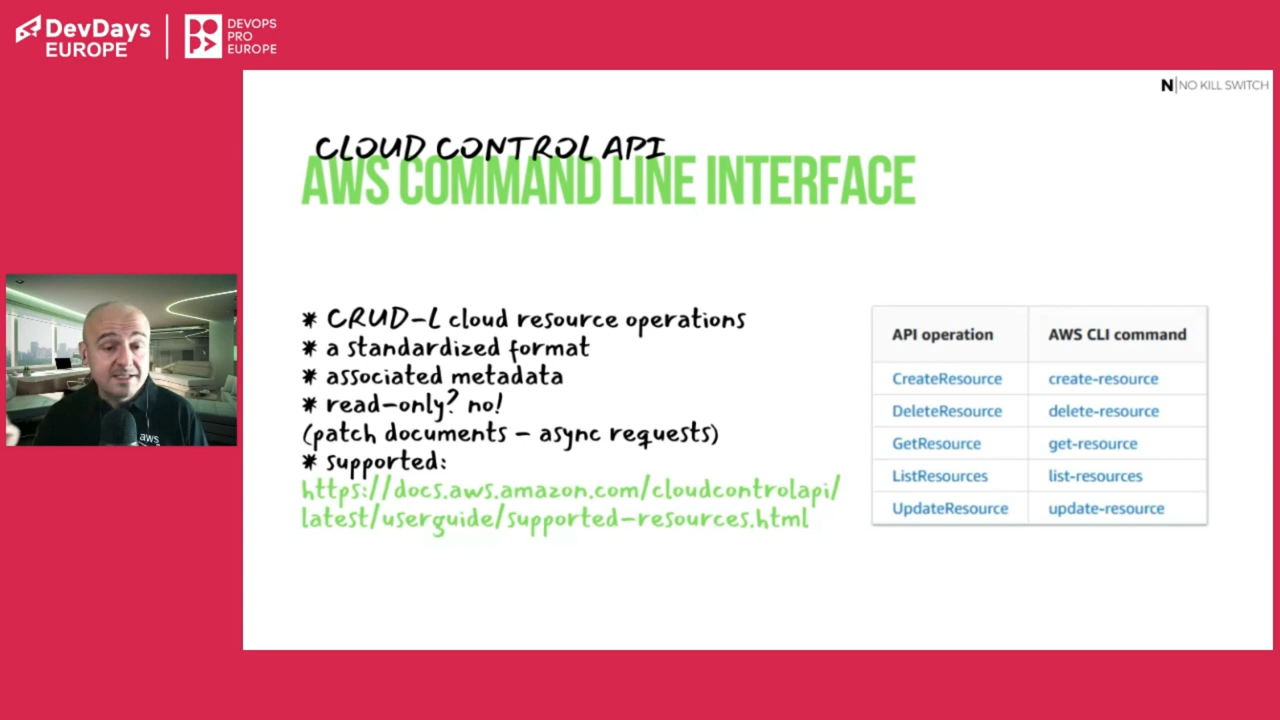 DevDays
EUROPE
DEVOPS
PRO
EUROPE
N|NO KILL SWITCH
CLOUD CONTROL API
AWS COMMAND LINE INTERFACE
* CRUD-L cloud resource operations
* a standardized format
* associated metadata
* read-only? no!
(patch documents - async requests)
* supported:
https://docs.aws.amazon.com/cloudcontrolapi/
latest/userguide/supported-resources.html
API operation AWS CLI command
CreateResource create-resource
DeleteResource delete-resource
GetResource get-resource
ListResources list-resources
UpdateResource update-resource
aws